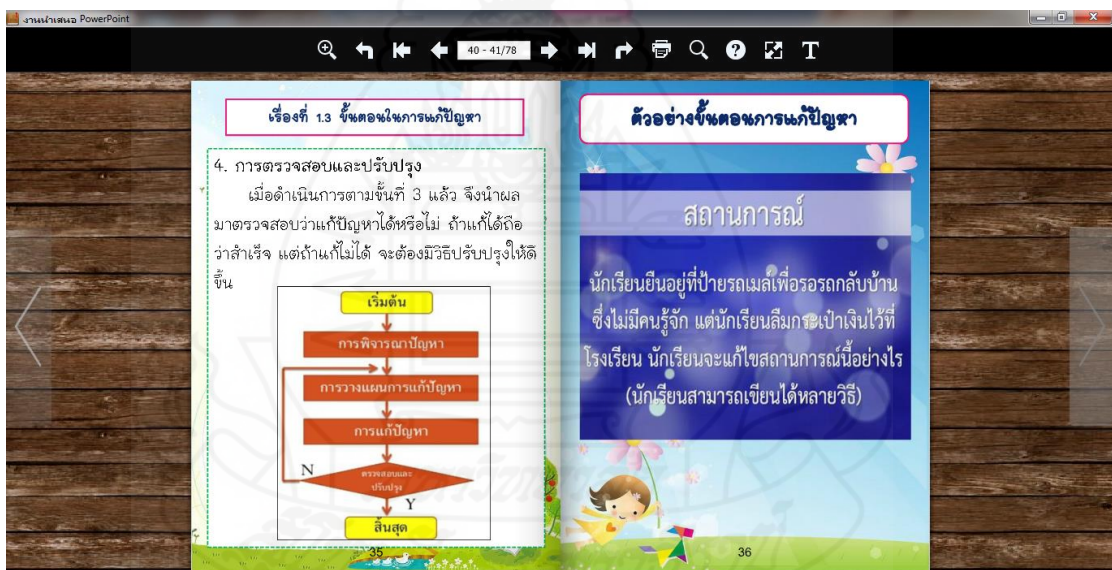 งานนำเสนอ PowerPoint
40 - 41/78
T
เรื่องที่ 1.3 ขั้นตอนในการแก้ปัญหา
4. การตรวจสอบและปรับปรุง
เมื่อดำเนินการตามขั้นที่ 3 แล้ว จึงนำผล
มาตรวจสอบว่าแก้ปัญหาได้หรือไม่ ถ้าแก้ได้ถือ
ว่าสำเร็จ แต่ถ้าแก้ไม่ได้ จะต้องมีวิธีปรับปรุงให้ดี
ขึ้น
เริ่มต้น
การพิจารณาปัญหา
การวางแผนการแก้ปัญหา
การแก้ปัญหา
N
ตรวจสอบและ
ปรับปรุง
Y
สิ้นสุด
35
ตัวอย่างขั้นตอนการแก้ปัญหา
สถานการณ์
นักเรียนยืนอยู่ที่ป้ายรถเมล์เพื่อรอรถกลับบ้าน
ซึ่งไม่มีคนรู้จัก แต่นักเรียนลืมกระเป๋าเงินไว้ที่
โรงเรียน นักเรียนจะแก้ไขสถานการณ์นี้อย่างไร
(นักเรียนสามารถเขียนได้หลายวิธี)
36